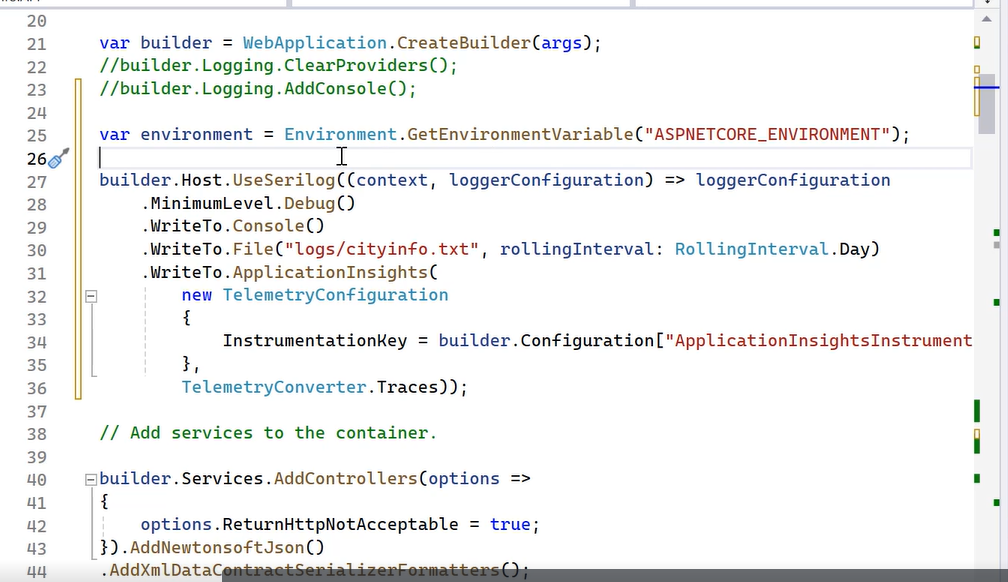 20
21 var builder = WebApplication.CreateBuilder(args);
22 //builder.Logging.ClearProviders();
23 //builder.Logging.AddConsole();
24
25 var environment = Environment.GetEnvironmentVariable("ASPNETCORE_ENVIRONMENT");
26
27 builder.Host.UseSerilog((context, loggerConfiguration) => loggerConfiguration
28     .MinimumLevel.Debug()
29     .WriteTo.Console()
30     .WriteTo.File("logs/cityinfo.txt", rollingInterval: RollingInterval.Day)
31     .WriteTo.ApplicationInsights(
32         new TelemetryConfiguration
33         {
34             InstrumentationKey = builder.Configuration["ApplicationInsightsInstrument
35         },
36         TelemetryConverter.Traces));
37
38 // Add services to the container.
39
40 builder.Services.AddControllers(options =>
41 {
42     options.ReturnHttpNotAcceptable = true;
43 }).AddNewtonsoftJson()
44 .AddXmlDataContractSerializerFormatters();